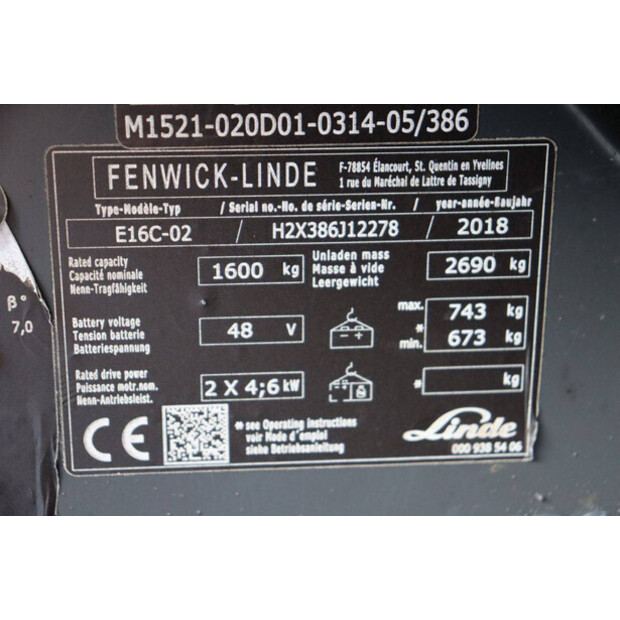 M1521-020D01-0314-05/386
FENWICK-LINDE
F-78854 Élancourt, St. Quentin en Yvelines
1 rue du Maréchal de Lattre de Tassigny
Type-Modèle-Typ / Serial no.-No. de série-Serien-Nr. / year-année-Baujahr
E16C-02 / H2X386J12278 / 2018
Rated capacity
Capacité nominale
Nenn-Tragfähigkeit
1600 kg
Unladen mass
Masse à vide
Leergewicht
2690 kg
β°
7,0
Battery voltage
Tension batterie
Batteriespannung
48 V
- +
max. 743 kg
*
min. 673 kg
Rated drive power
Puissance motr.nom.
Nenn-Antriebsleist.
2 X 4;6 kW
* kg
CE
* see Operating instructions
voir Mode d'emploi
siehe Betriebsanleitung
Linde
000 938 54 06